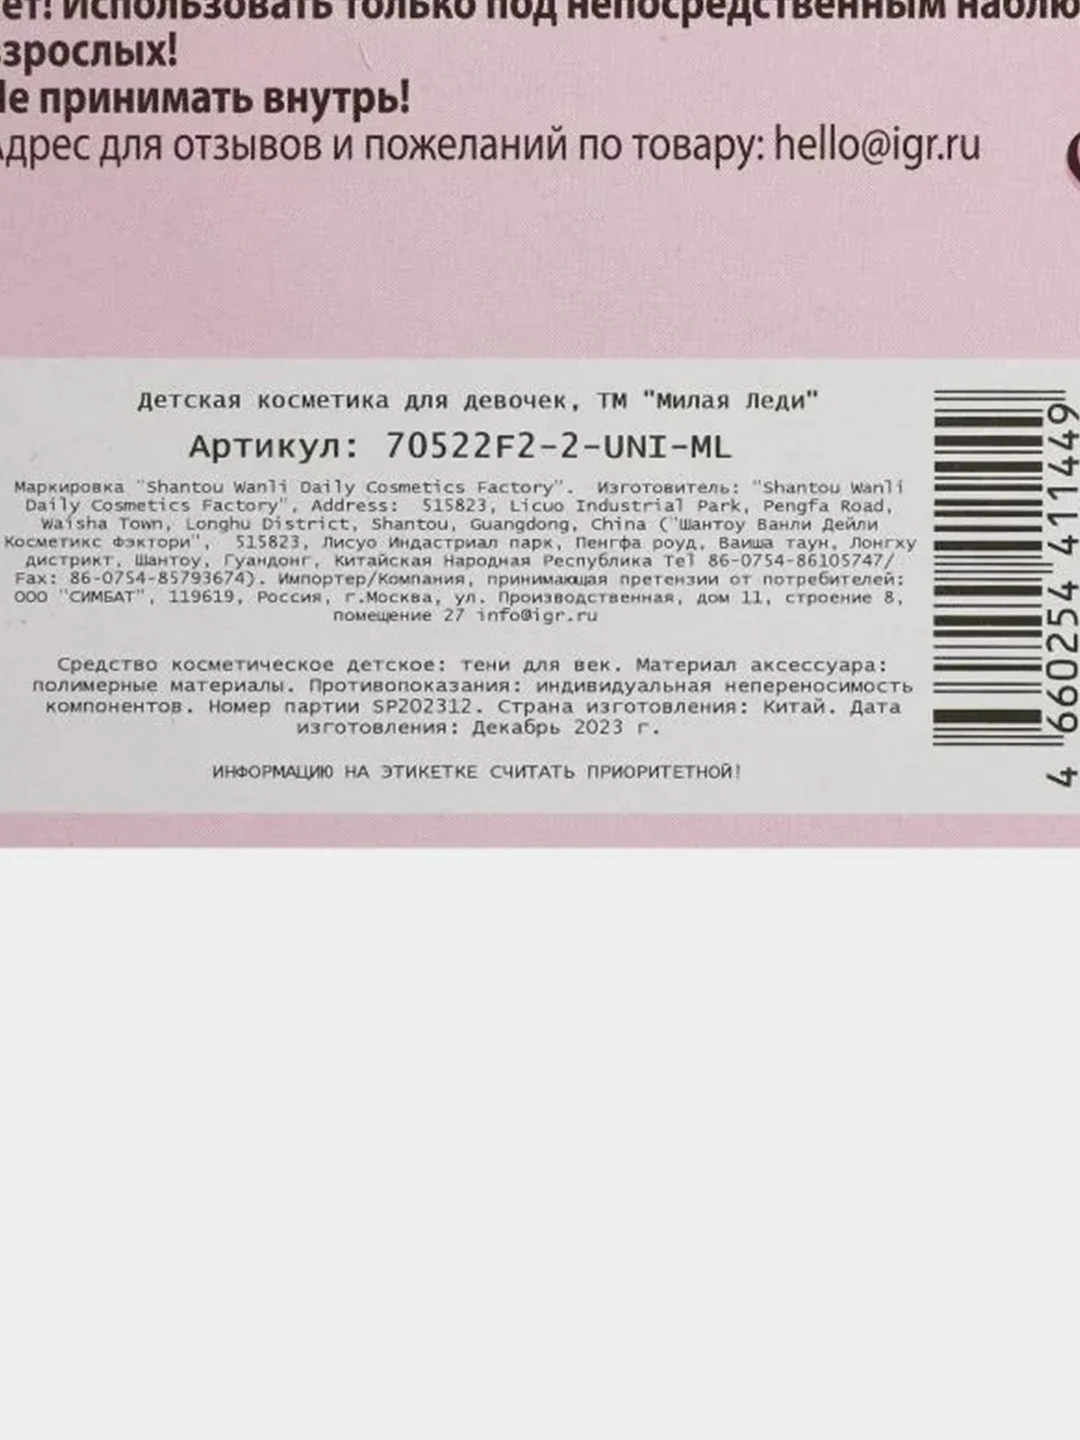 Использовать только под непосредственным
взрослых!
Не принимать внутрь!
Адрес для отзывов и пожеланий по товару: hello@igr.ru
Детская косметика для девочек, ТМ "Милая Леди"
Артикул: 70522F2-2-UNI-ML
Маркировка "Shantou Wanli Daily Cosmetics Factory". Изготовитель: "Shantou Wanli
Daily Cosmetics Factory", Address: 515823, Licuo Industrial Park, Pengfa Road,
Waisha Town, Longhu District, Shantou, Guangdong, China ("Шантоу Ванли Дейли
Косметикс Фэктори", 515823, Лисуо Индастриал парк, Пенгфа роуд, Ваиша таун, Лонгху
дистрикт, Шантоу, Гуандонг, Китайская Народная Республика Tel 86-0754-86105747/
Fax: 86-0754-85793674). Импортер/Компания, принимающая претензии от потребителей:
ООО "СИМБАТ", 119619, Россия, г.Москва, ул. Производственная, дом 11, строение 8,
помещение 27 info@igr.ru
Средство косметическое детское: тени для век. Материал аксессуара:
полимерные материалы. Противопоказания: индивидуальная непереносимость
компонентов. Номер партии SP202312. Страна изготовления: Китай. Дата
изготовления: Декабрь 2023 г.
ИНФОРМАЦИЮ НА ЭТИКЕТКЕ СЧИТАТЬ ПРИОРИТЕТНОЙ!
4 660254 411449